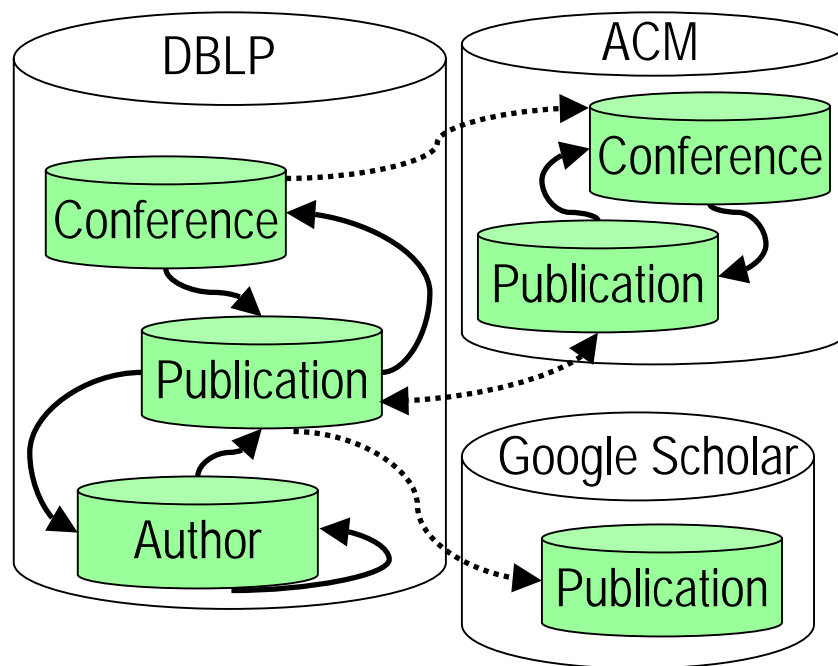 DBLP
Conference
Publication
Author
ACM
Conference
Publication
Google Scholar
Publication